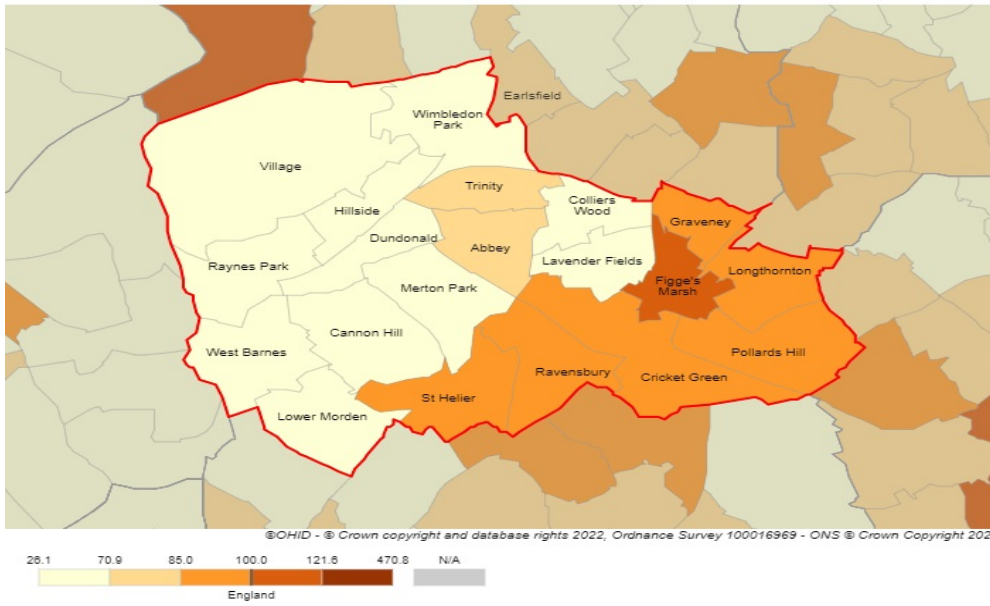 Earlsfield
Wimbledon
Park
Village
Trinity
Colliers
Wood
Hillside
Graveney
Dundonald
Abbey
Raynes Park
Lavender Fields
Longthornton
Figge's
Marsh
Merton Park
Cannon Hill
West Barnes
Pollards Hill
Ravensbury
Cricket Green
St Helier
Lower Morden
©OHID - © Crown copyright and database rights 2022, Ordnance Survey 100016969 - ONS © Crown Copyright 202
26.1 70.9 85.0 100.0 121.6 470.8 N/A
England